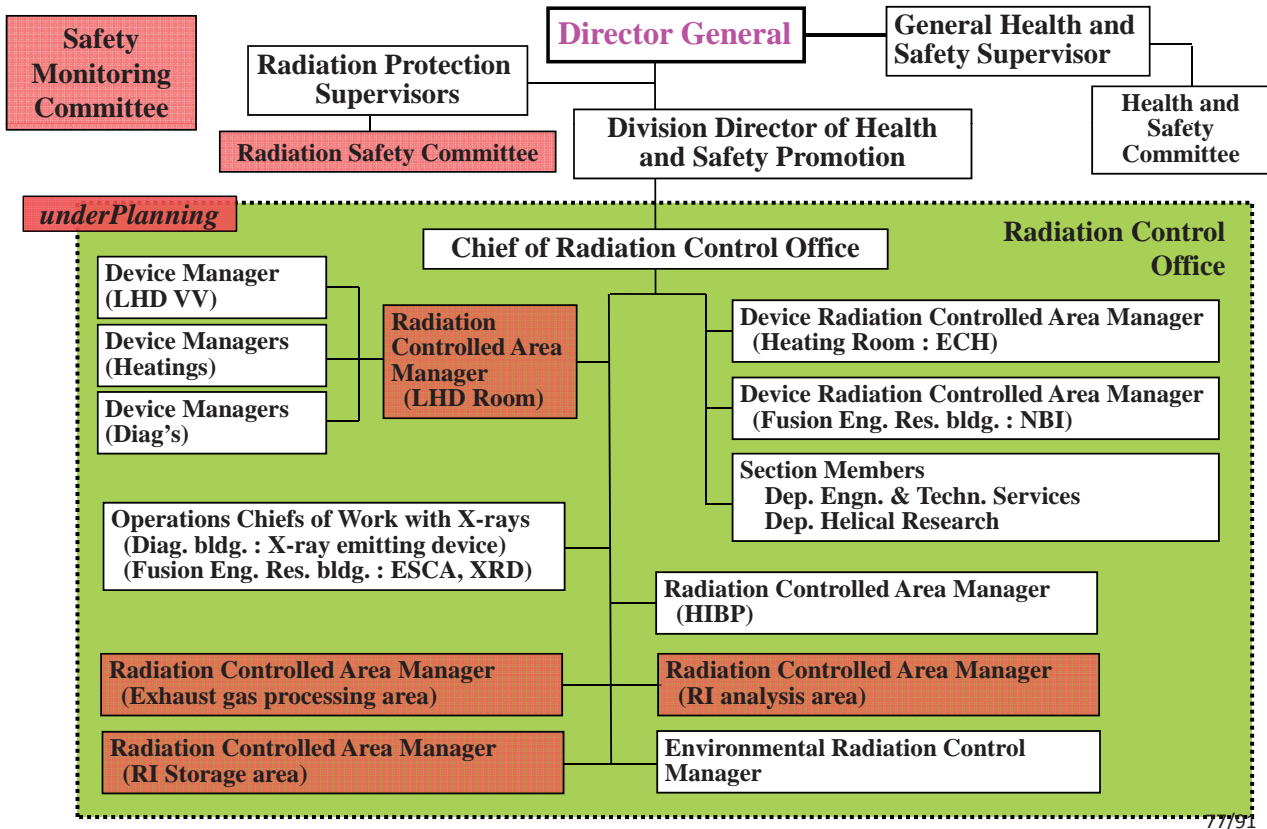 Safety
Monitoring
Committee
Director General
General Health and
Safety Supervisor
Radiation Protection
Supervisors
Health and
Safety
Committee
Radiation Safety Committee
Division Director of Health
and Safety Promotion
underPlanning
Radiation Control
Office
Chief of Radiation Control Office
Device Manager
(LHD VV)
Device Managers
(Heatings)
Device Managers
(Diag's)
Radiation
Controlled Area
Manager
(LHD Room)
Device Radiation Controlled Area Manager
(Heating Room : ECH)
Device Radiation Controlled Area Manager
(Fusion Eng. Res. bldg. : NBI)
Section Members
Dep. Engn. & Techn. Services
Dep. Helical Research
Operations Chiefs of Work with X-rays
(Diag. bldg. : X-ray emitting device)
(Fusion Eng. Res. bldg. : ESCA, XRD)
Radiation Controlled Area Manager
(HIBP)
Radiation Controlled Area Manager
(Exhaust gas processing area)
Radiation Controlled Area Manager
(RI analysis area)
Radiation Controlled Area Manager
(RI Storage area)
Environmental Radiation Control
Manager
77/91